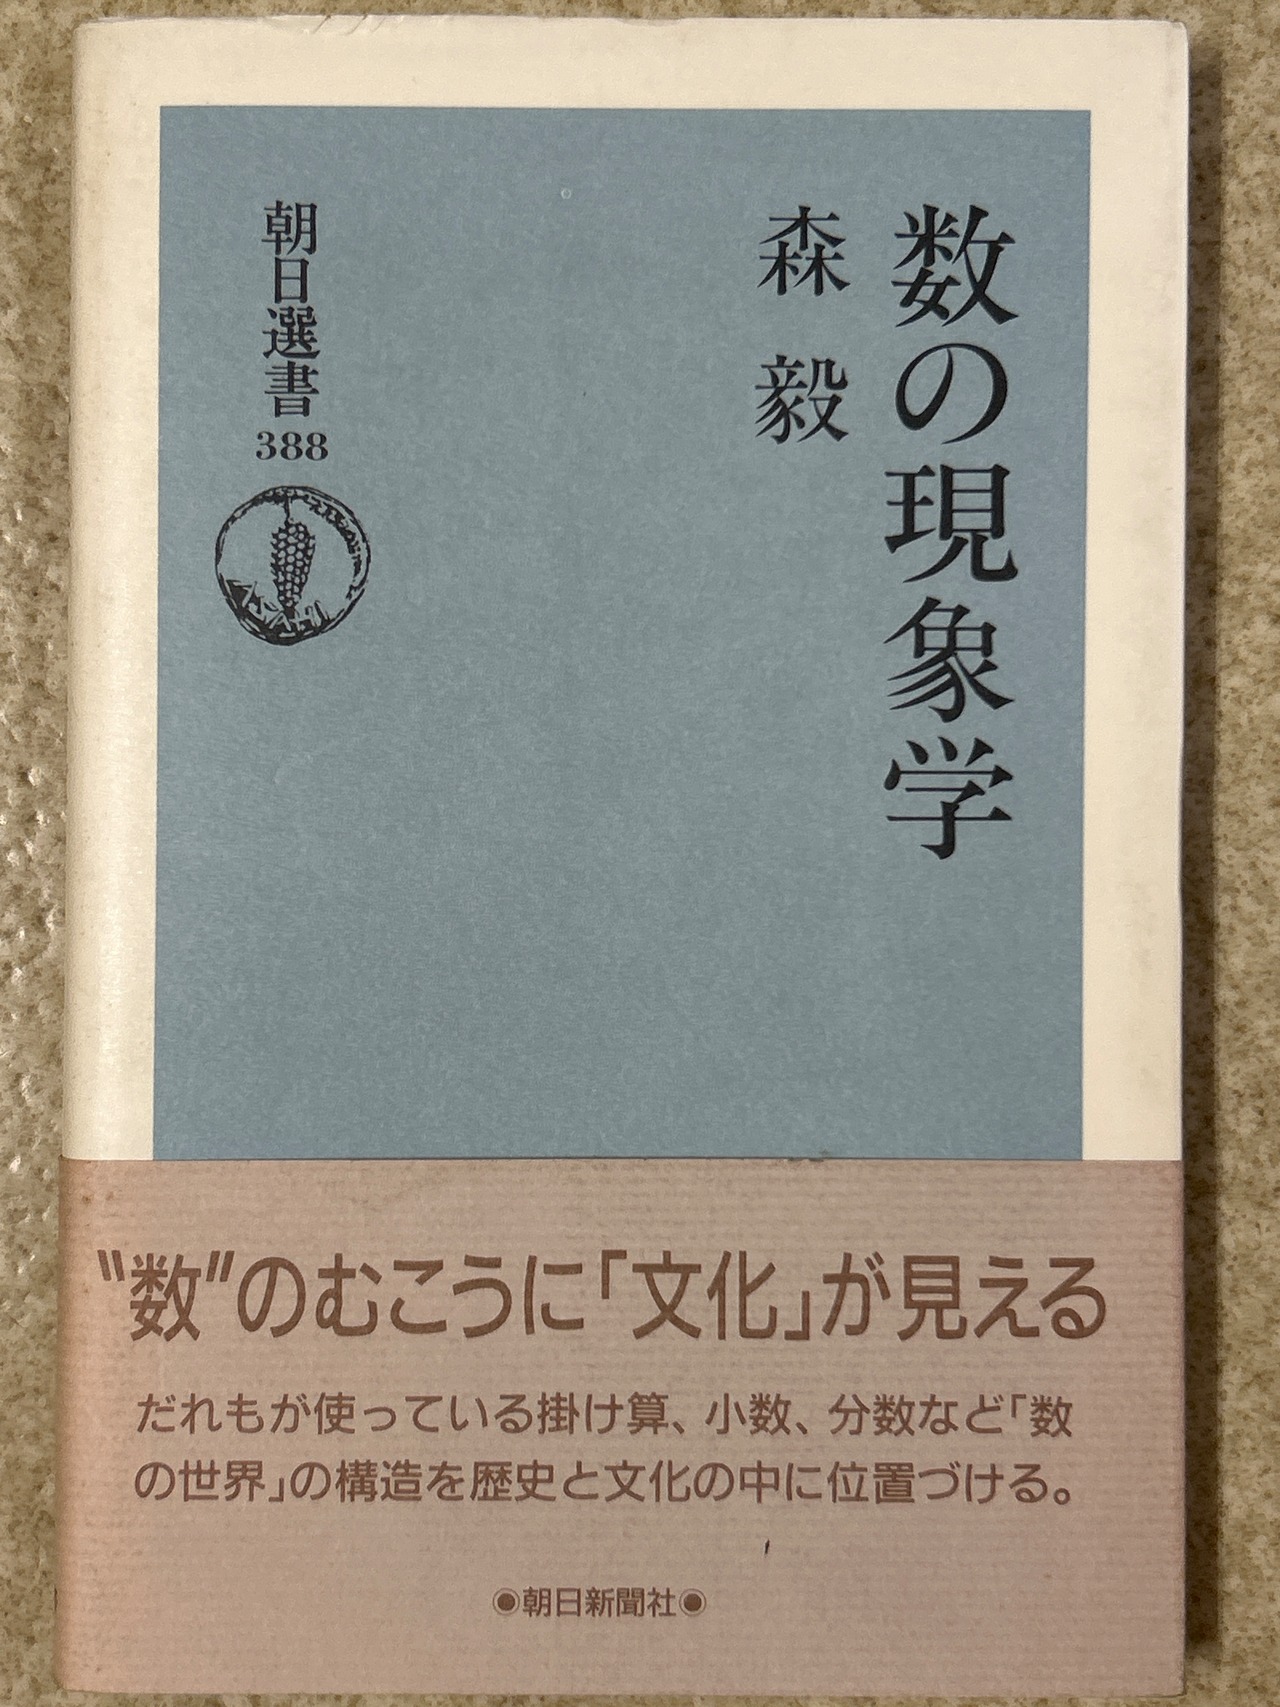 数の現象学
森 毅
朝日選書
388
ASAHI
“数”のむこうに「文化」が見える
だれもが使っている掛け算、小数、分数など「数
の世界」の構造を歴史と文化の中に位置づける。
◉朝日新聞社◉